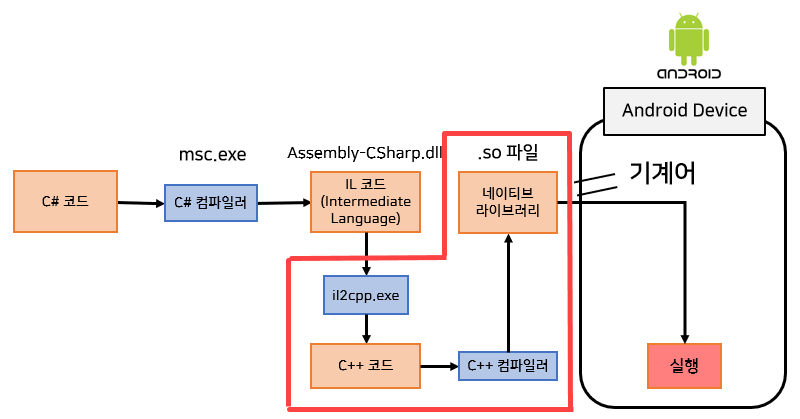 ANDROID
Android Device
msc.exe
Assembly-CSharp.dll
.so 파일
기계어
C# 코드
C# 컴파일러
IL 코드
(Intermediate
Language)
네이티브
라이브러리
il2cpp.exe
C++ 코드
C++ 컴파일러
실행